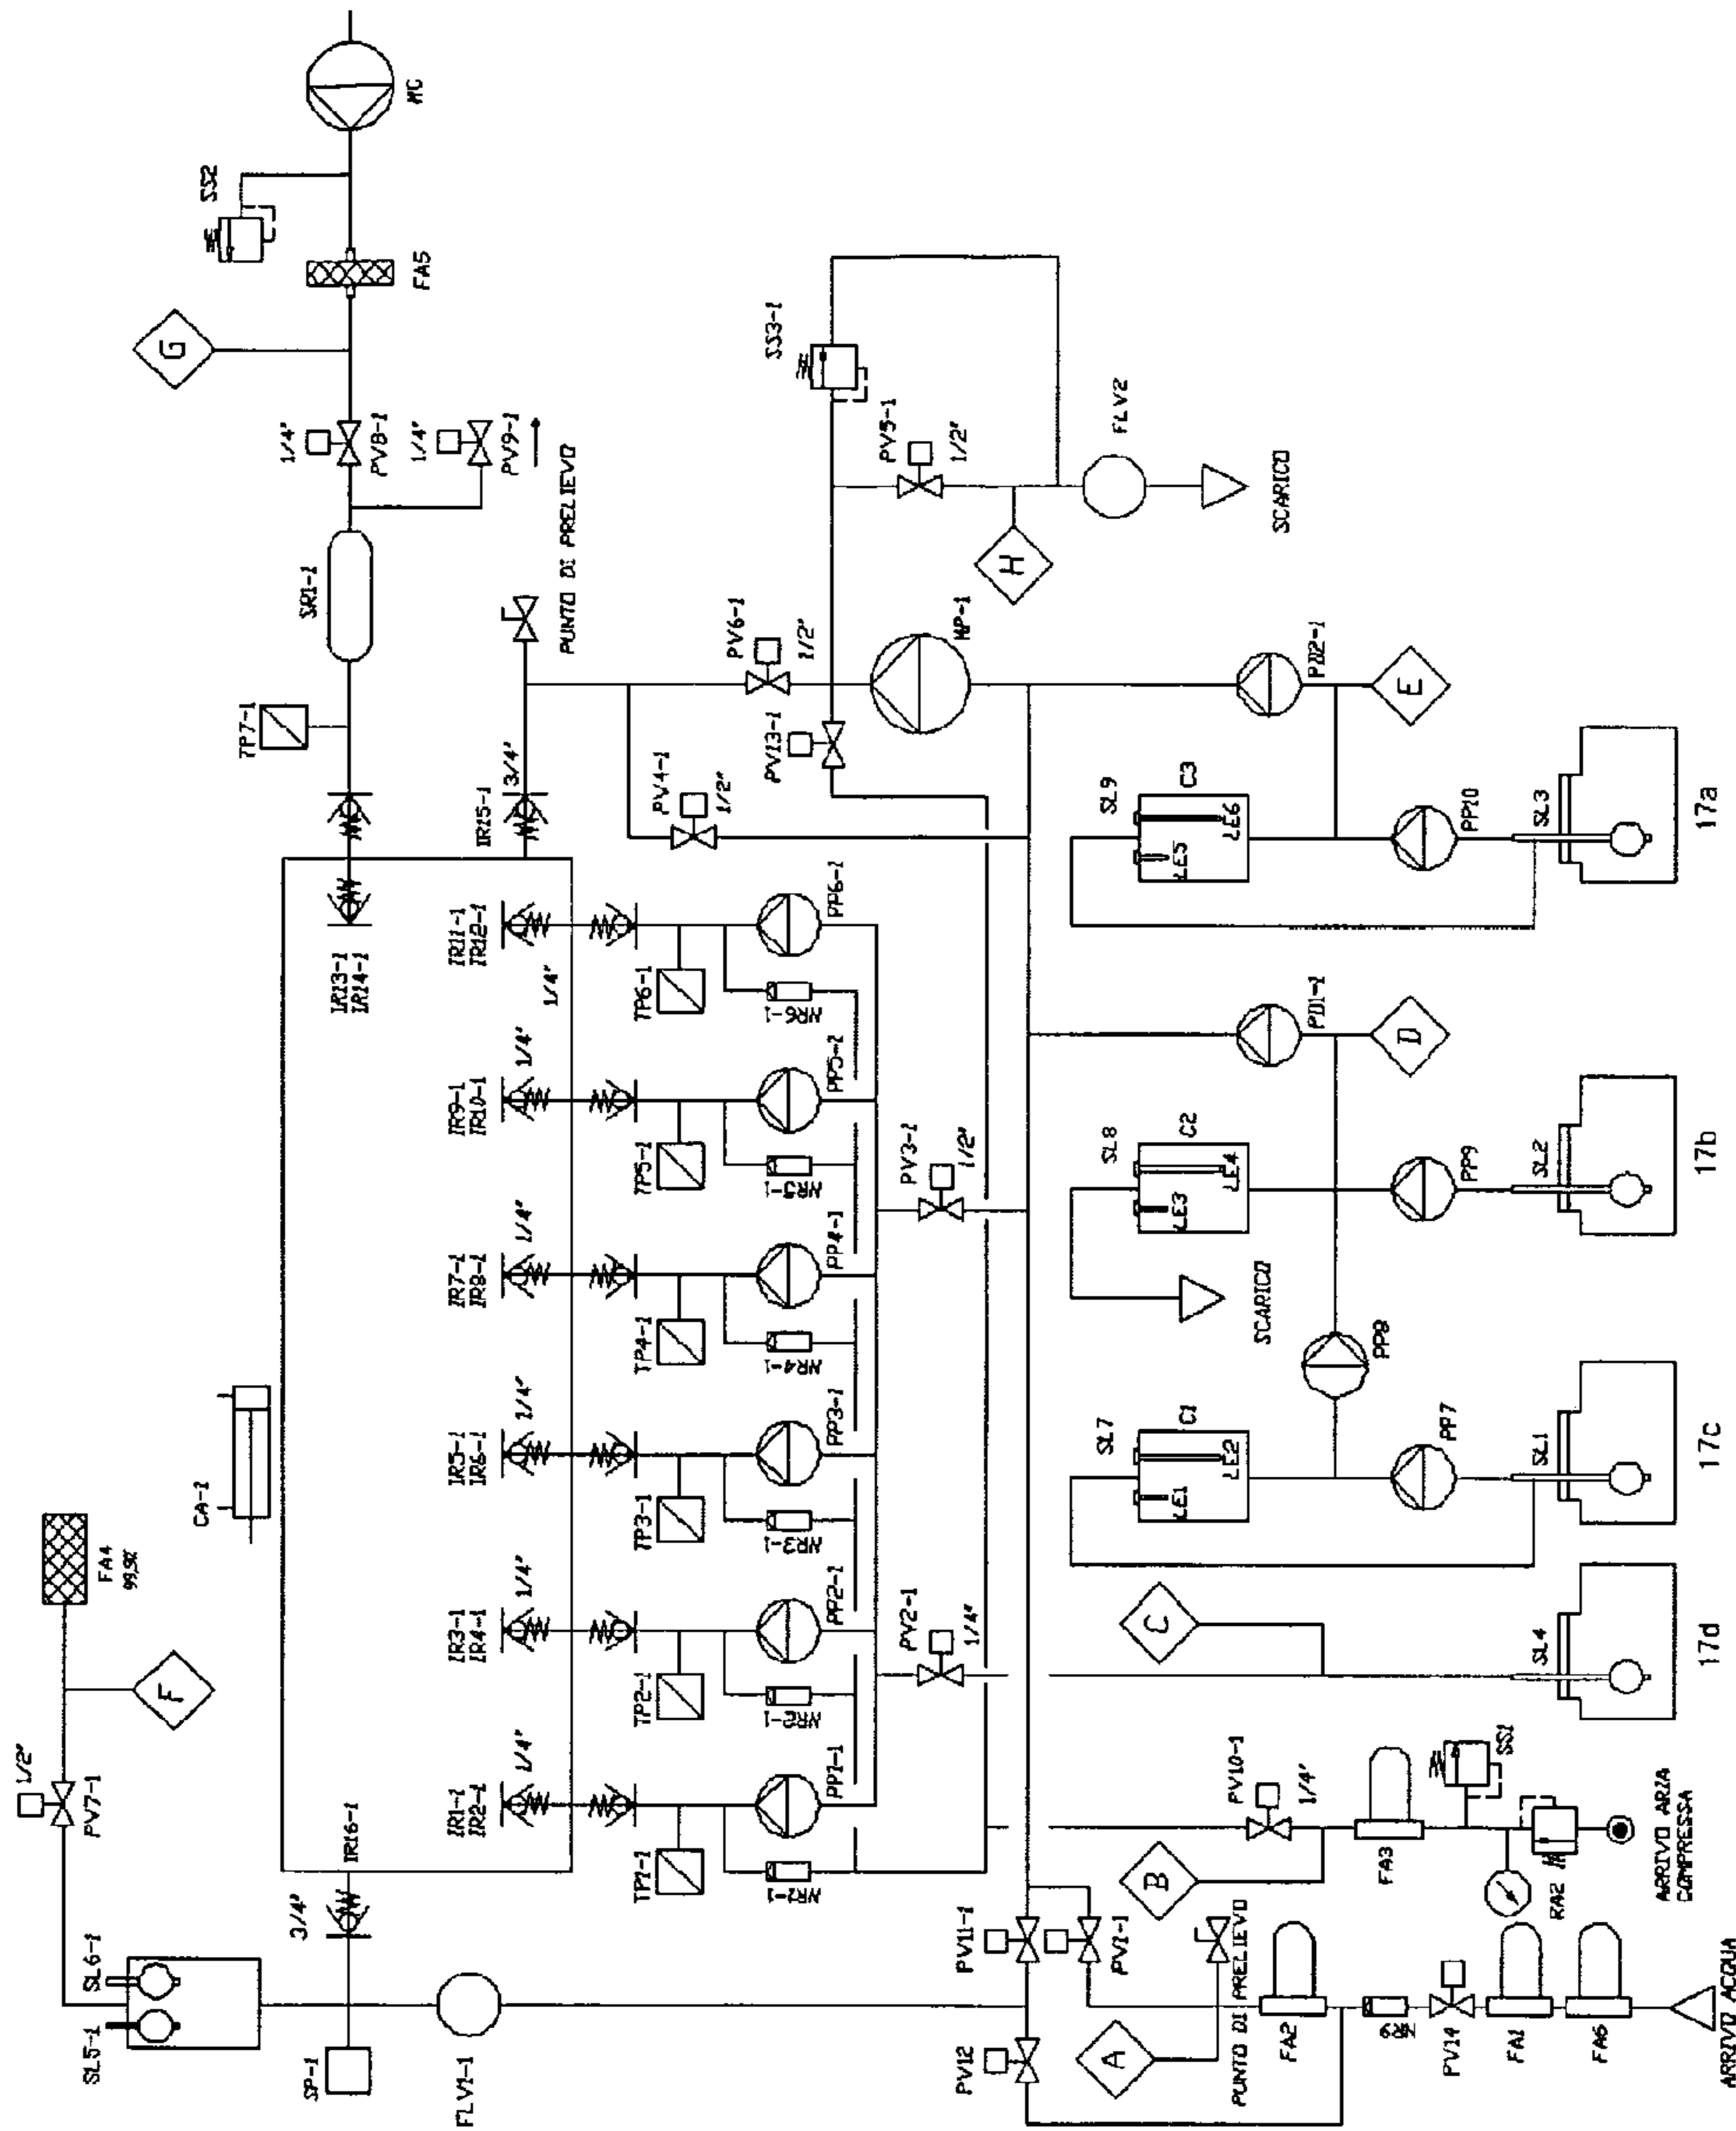 MC
SS2
FA5
G
1/4"
PV8-1
1/4"
PV9-1
SR1-1
TP7-1
PUNTO DI PRELIEVO
IR13-1
IR14-1
IR15-1
3/4"
CA-1
FA4
99,9%
F
1/2"
PV7-1
IR16-1
3/4"
SL6-1
SL5-1
SP-1
FLV1-1
IR1-1
IR2-1
1/4"
IR3-1
IR4-1
1/4"
IR5-1
IR6-1
1/4"
IR7-1
IR8-1
1/4"
IR9-1
IR10-1
1/4"
IR11-1
IR12-1
1/4"
TP1-1
TP2-1
TP3-1
TP4-1
TP5-1
TP6-1
NR1-1
NR2-1
NR3-1
NR4-1
NR5-1
NR6-1
PP1-1
PP2-1
PP3-1
PP4-1
PP5-1
PP6-1
PV2-1
1/4"
PV3-1
1/2"
PV4-1
1/2"
PV6-1
1/2"
PV13-1
MP-1
SS3-1
PV5-1
1/2"
FLV2
H
SCARICO
PV11-1
PV1-1
PV12
A
PUNTO DI PRELIEVO
FA2
PV14
FA1
FA6
ARRIVO ACQUA
B
PV10-1
1/4"
FA3
SS1
RA2
ARRIVO ARIA
COMPRESSA
C
SL4
17d
SL7
C1
LE1
LE2
PP7
SL1
17c
PP8
SCARICO
SL8
C2
LE3
LE4
PP9
SL2
17b
PD1-1
D
SL9
C3
LE5
LE6
PP10
SL3
17a
PD2-1
E